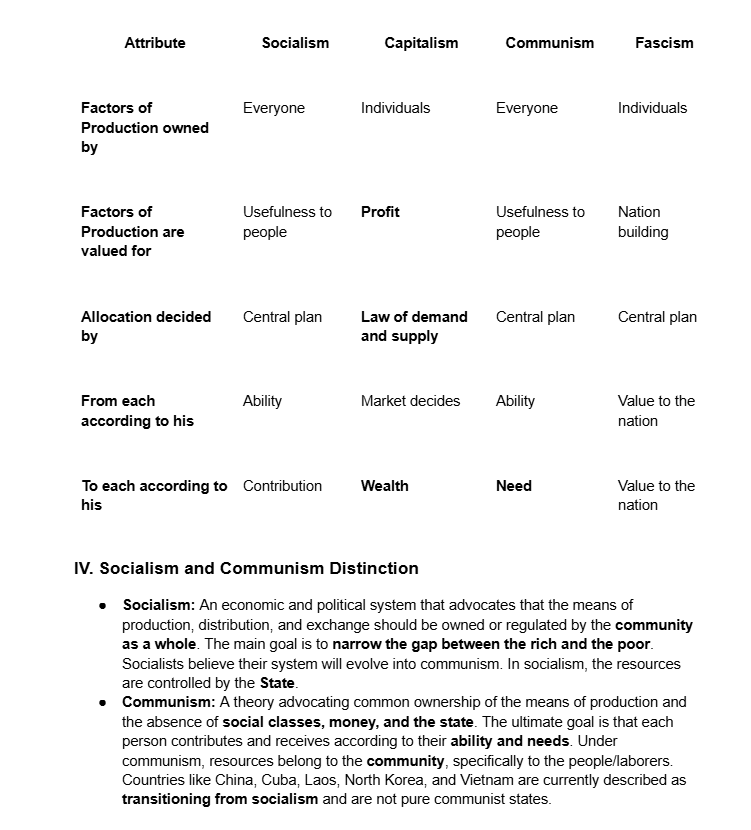 Attribute Socialism Capitalism Communism Fascism
Factors of Everyone Individuals Everyone Individuals
Production owned
by
Factors of Usefulness to Profit Usefulness to Nation
Production are people people building
valued for
Allocation decided Central plan Law of demand Central plan Central plan
by and supply
From each Ability Market decides Ability Value to the
according to his nation
To each according to Contribution Wealth Need Value to the
his nation
IV. Socialism and Communism Distinction
● Socialism: An economic and political system that advocates that the means of
production, distribution, and exchange should be owned or regulated by the community
as a whole. The main goal is to narrow the gap between the rich and the poor.
Socialists believe their system will evolve into communism. In socialism, the resources
are controlled by the State.
● Communism: A theory advocating common ownership of the means of production and
the absence of social classes, money, and the state. The ultimate goal is that each
person contributes and receives according to their ability and needs. Under
communism, resources belong to the community, specifically to the people/laborers.
Countries like China, Cuba, Laos, North Korea, and Vietnam are currently described as
transitioning from socialism and are not pure communist states.